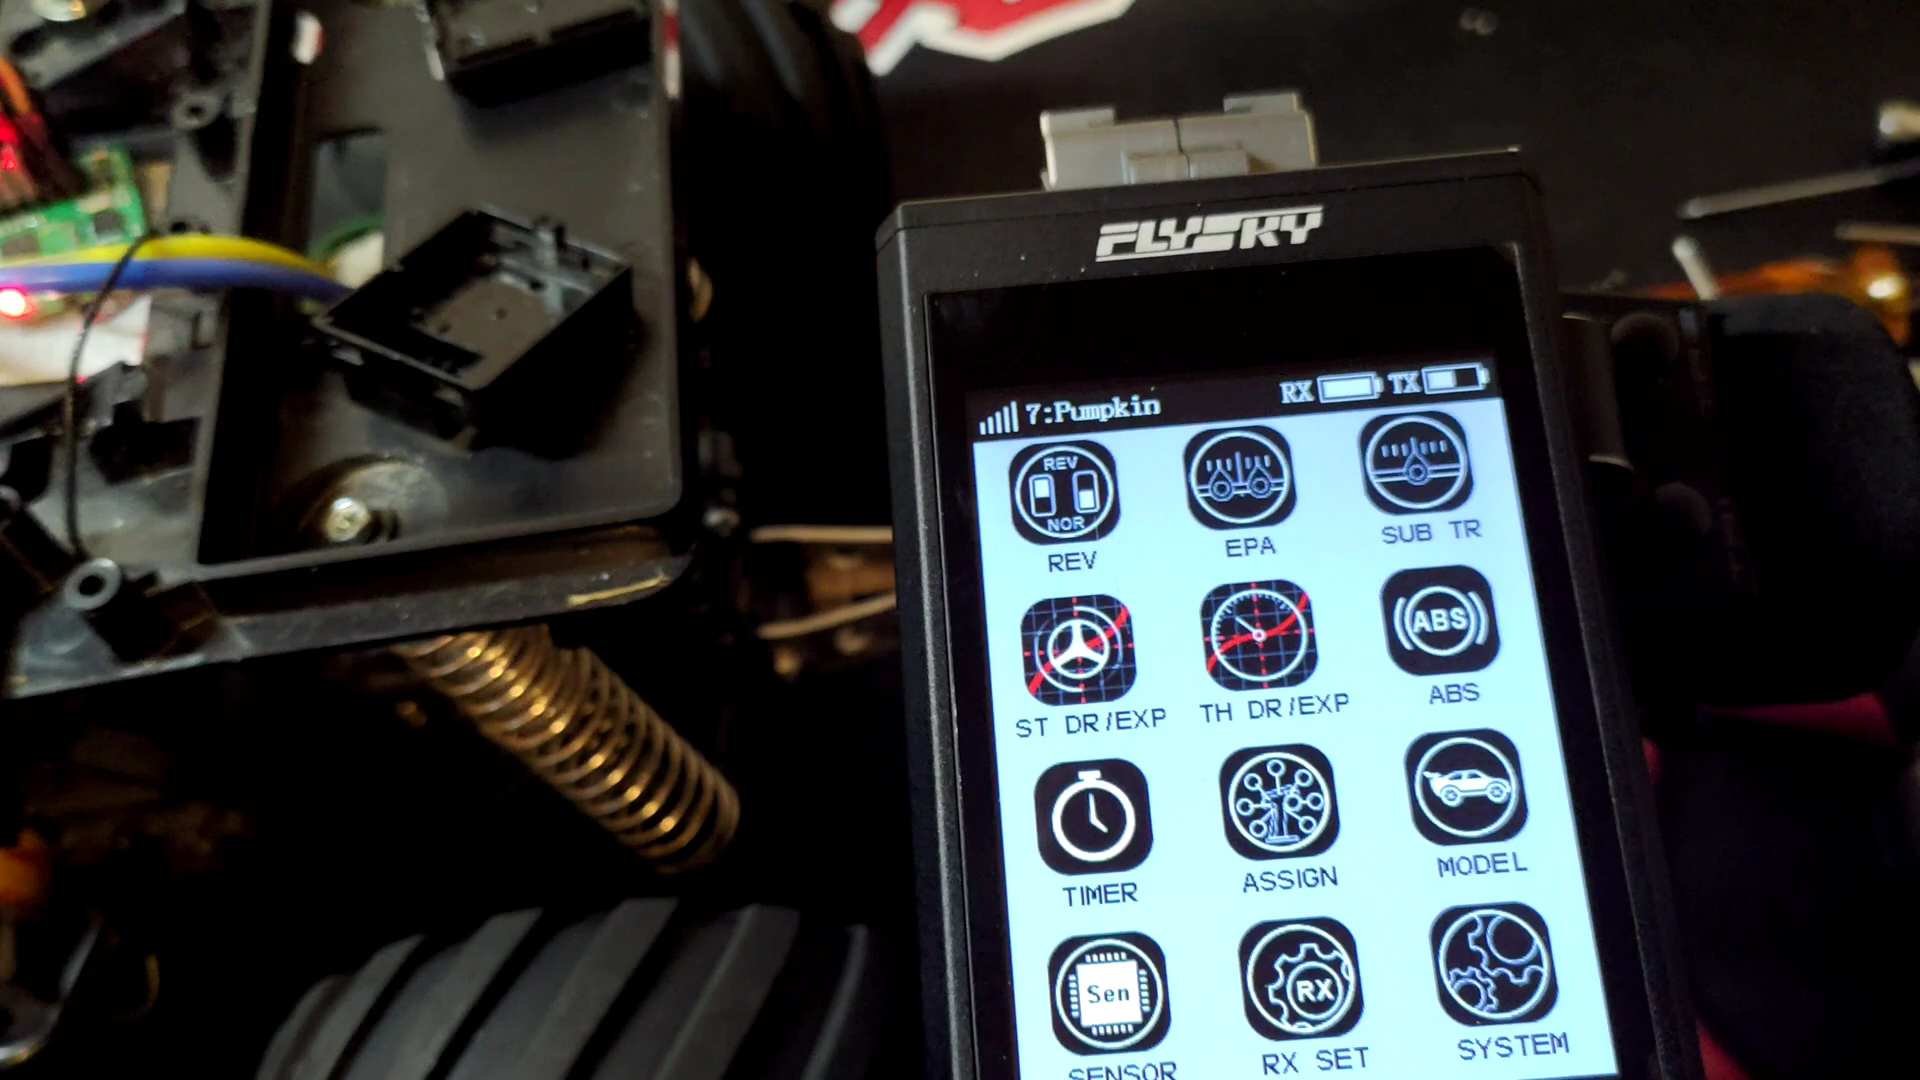 FLYSKY
7:Pumpkin RX TX
REV
NOR
REV
EPA
SUB TR
ST DR/EXP
TH DR/EXP
ABS
ABS
TIMER
ASSIGN
MODEL
Sen
SENSOR
RX
RX SET
SYSTEM